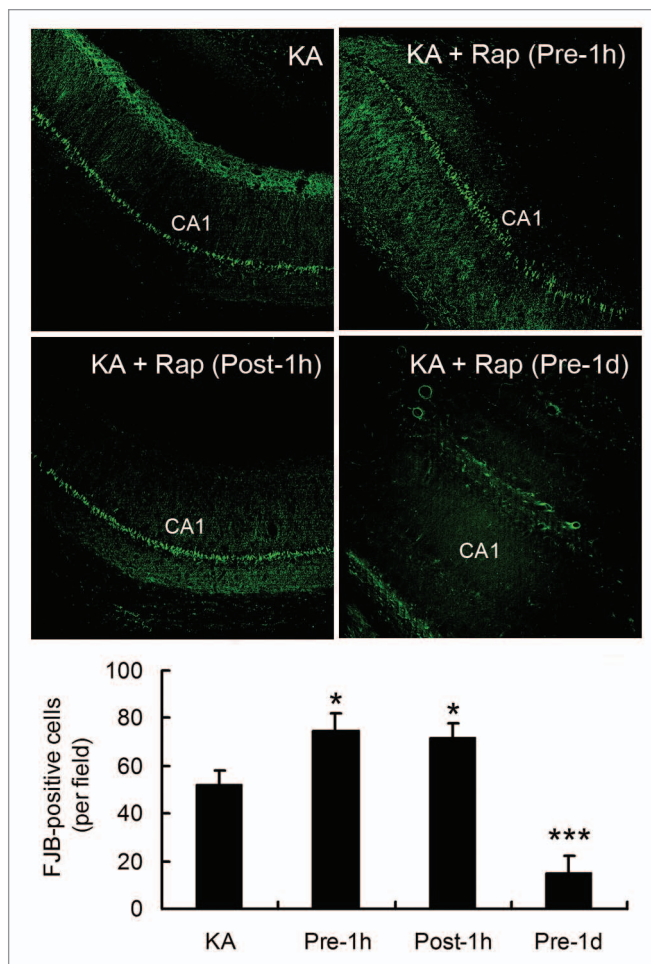 KA
KA + Rap (Pre-1h)
CA1
CA1
KA + Rap (Post-1h)
KA + Rap (Pre-1d)
CA1
CA1
FJB-positive cells
(per field)
100
80
60
40
20
0
*
*
***
KA
Pre-1h
Post-1h
Pre-1d